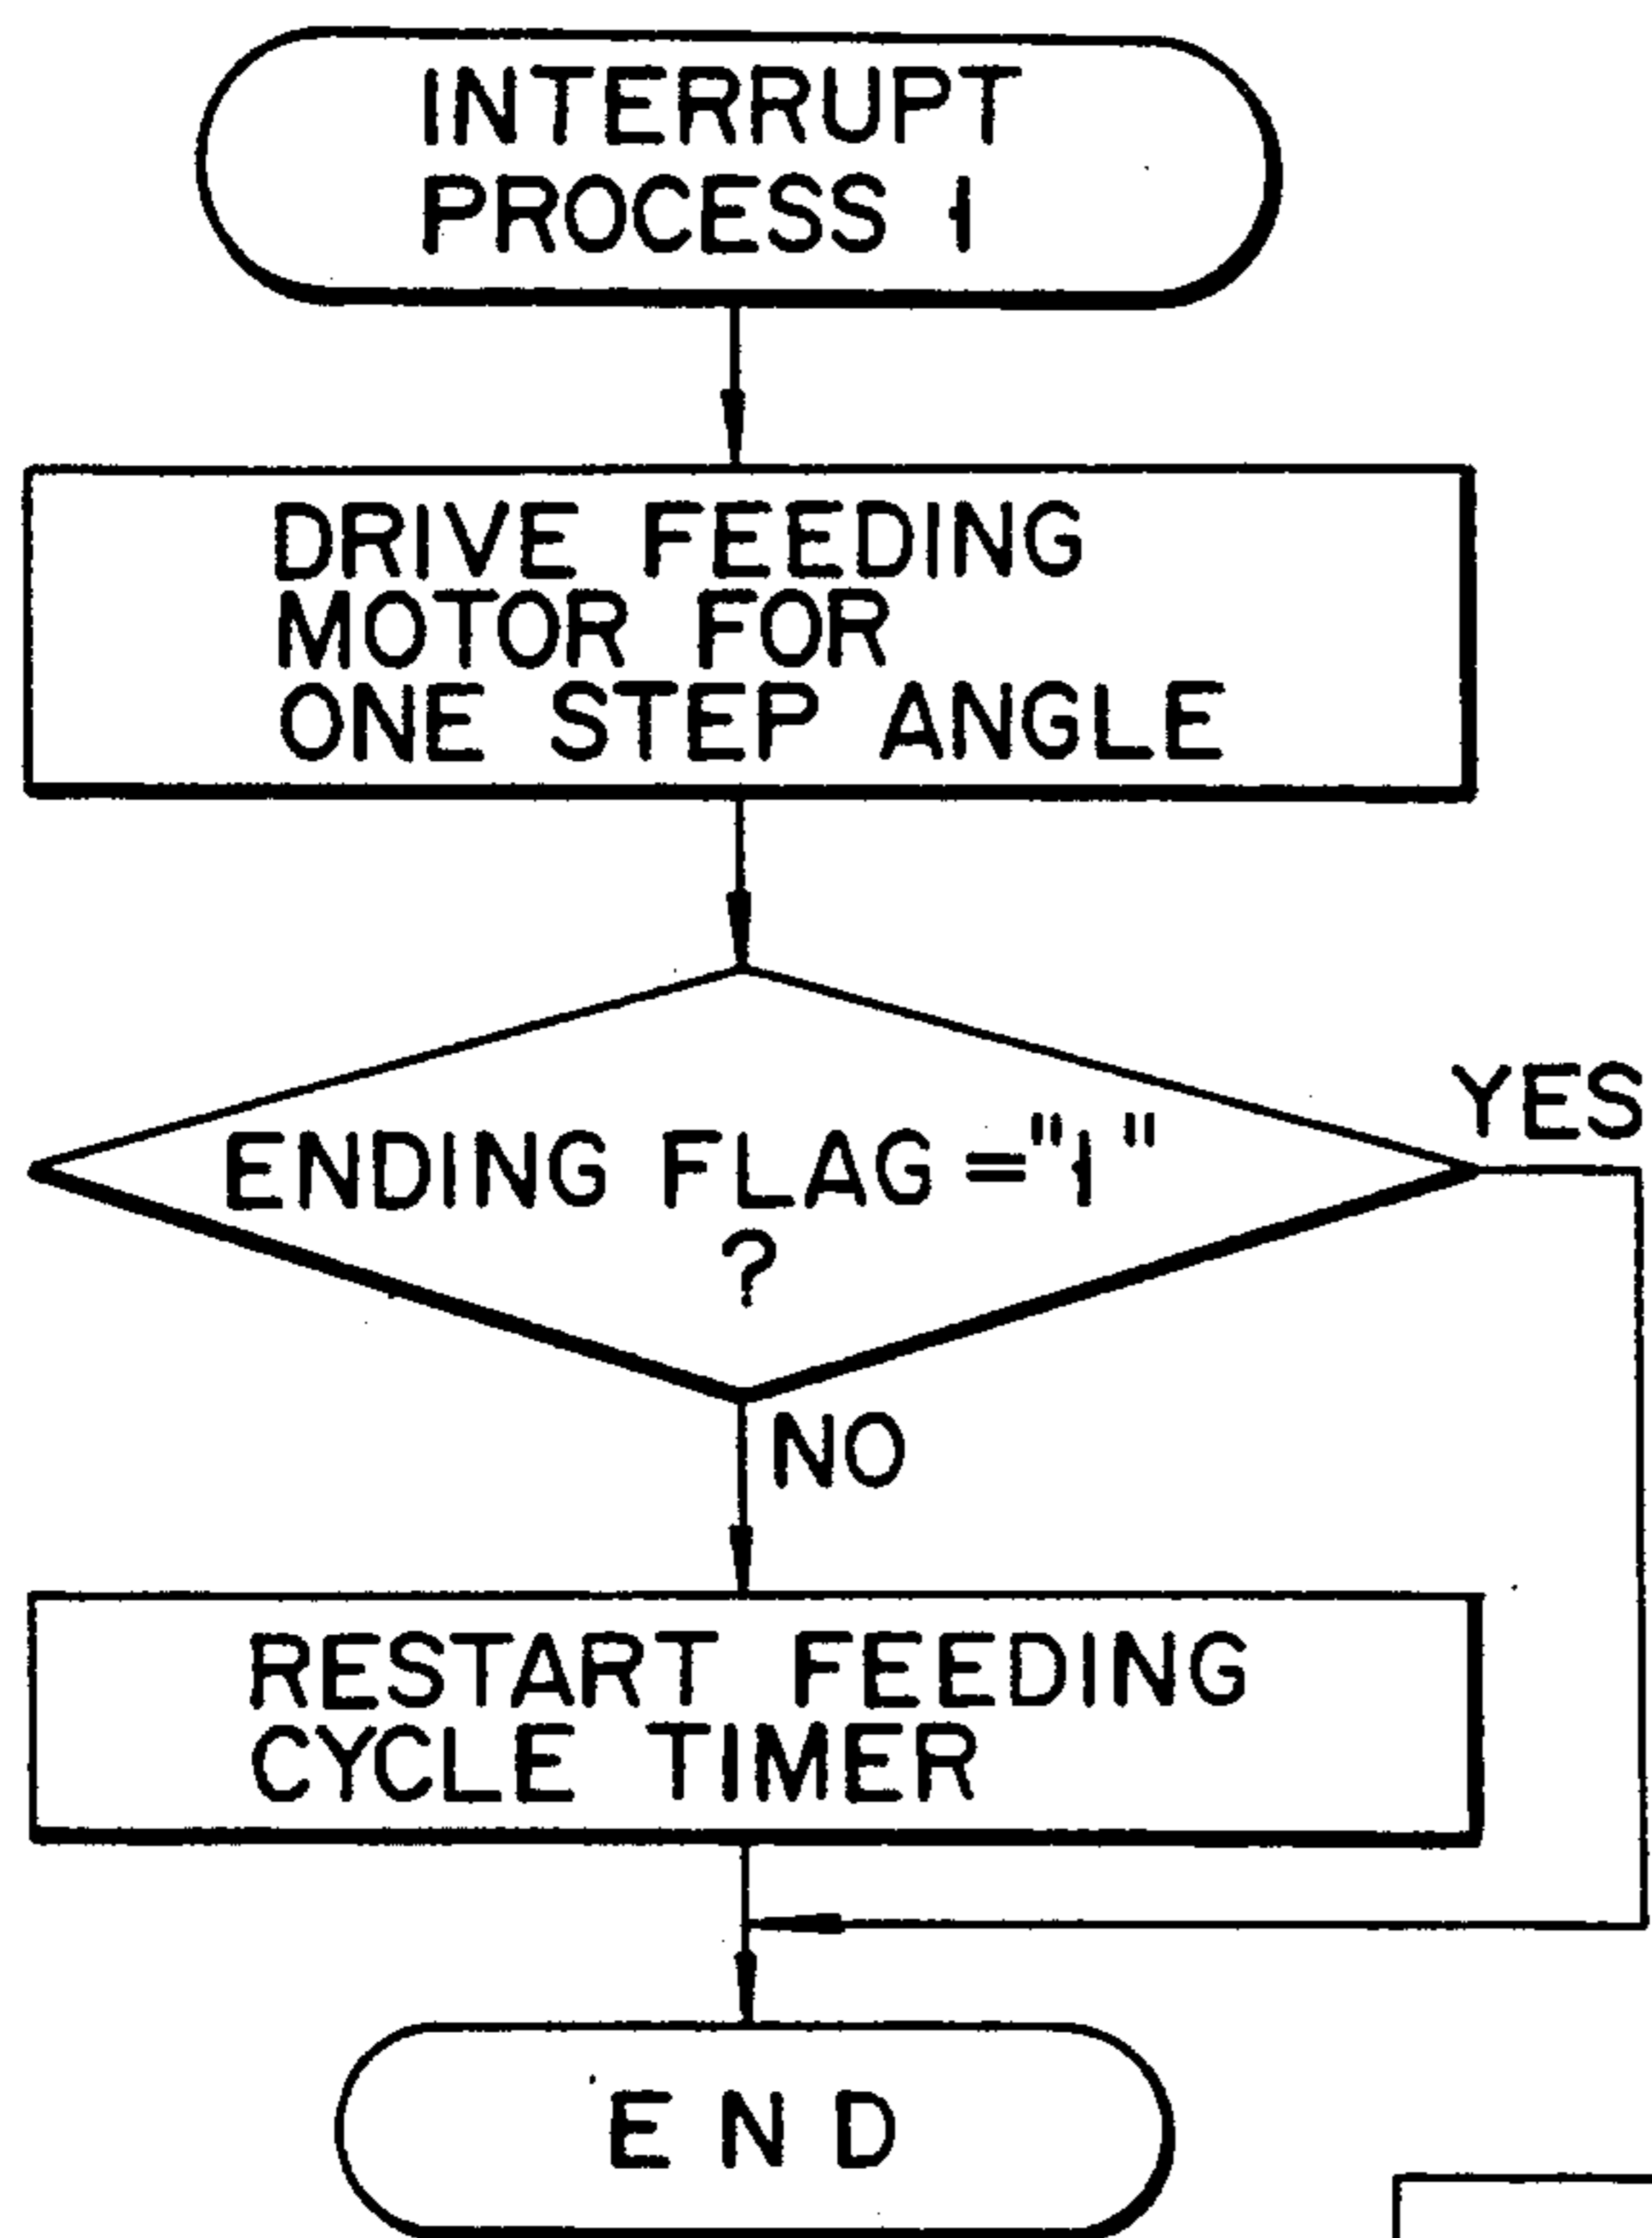 INTERRUPT
PROCESS 1
DRIVE FEEDING
MOTOR FOR
ONE STEP ANGLE
ENDING FLAG="1"
?
YES
NO
RESTART FEEDING
CYCLE TIMER
END